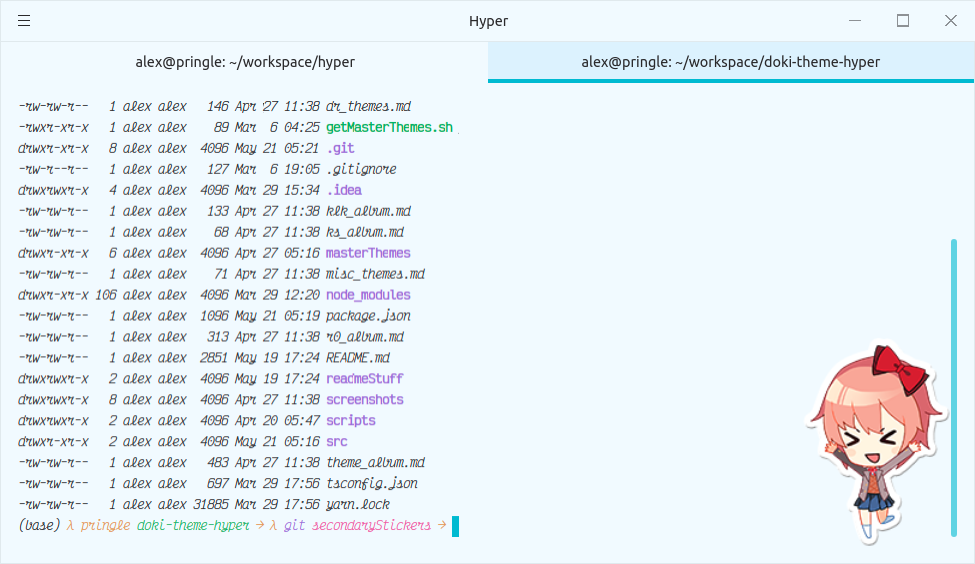 Hyper
alex@pringle: ~/workspace/hyper
alex@pringle: ~/workspace/doki-theme-hyper
-rw-rw-r-- 1 alex alex 146 Apr 27 11:38 dr_themes.md
-rwxr-xr-x 1 alex alex 89 Mar 6 04:25 getMasterThemes.sh
drwxr-xr-x 8 alex alex 4096 May 21 05:21 .git
-rw-r--r-- 1 alex alex 127 Mar 6 19:05 .gitignore
drwxrwxr-x 4 alex alex 4096 Mar 29 15:34 .idea
-rw-rw-r-- 1 alex alex 133 Apr 27 11:38 klk_album.md
-rw-rw-r-- 1 alex alex 68 Apr 27 11:38 ks_album.md
drwxr-xr-x 6 alex alex 4096 Apr 27 05:16 masterThemes
-rw-rw-r-- 1 alex alex 71 Apr 27 11:38 misc_themes.md
drwxr-xr-x 106 alex alex 4096 Mar 29 12:20 node_modules
-rw-rw-r-- 1 alex alex 1096 May 21 05:19 package.json
-rw-rw-r-- 1 alex alex 313 Apr 27 11:38 r0_album.md
-rw-rw-r-- 1 alex alex 2851 May 19 17:24 README.md
drwxrwxr-x 2 alex alex 4096 May 19 17:24 readmeStuff
drwxrwxr-x 8 alex alex 4096 Apr 27 11:38 screenshots
drwxrwxr-x 2 alex alex 4096 Apr 20 05:47 scripts
drwxr-xr-x 2 alex alex 4096 May 21 05:16 src
-rw-rw-r-- 1 alex alex 483 Apr 27 11:38 theme_album.md
-rw-rw-r-- 1 alex alex 697 Mar 29 17:56 tsconfig.json
-rw-rw-r-- 1 alex alex 31885 Mar 29 17:56 yarn.lock
(base) λ pringle doki-theme-hyper → λ git secondaryStickers →